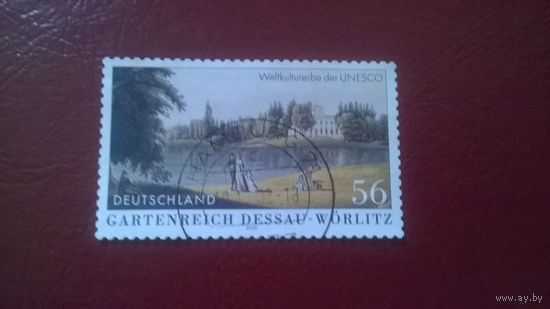 Weltkulturerbe der UNESCO
DEUTSCHLAND
56
GARTENREICH DESSAU-WÖRLITZ
www.ay.by